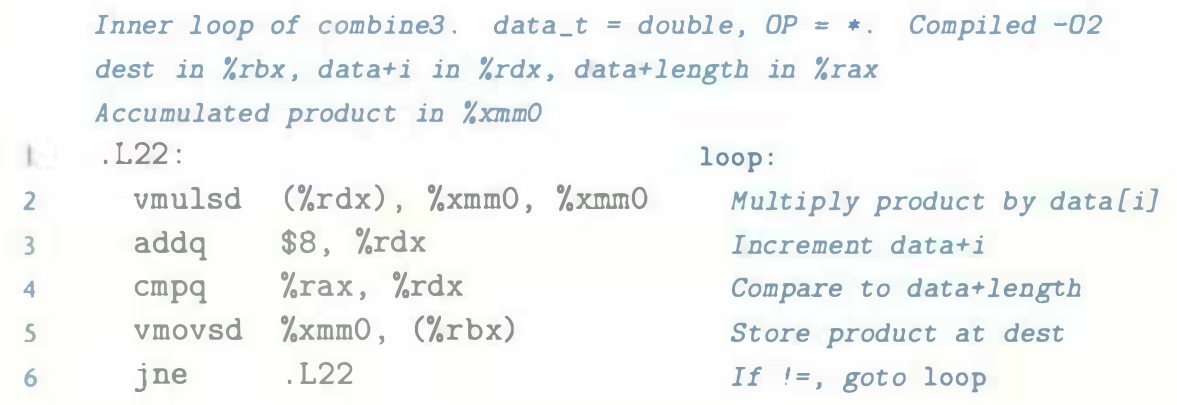 Inner loop of combine3. data_t = double, OP = *. Compiled -O2
dest in %rbx, data+i in %rdx, data+length in %rax
Accumulated product in %xmm0
1 .L22: loop:
2 vmulsd (%rdx), %xmm0, %xmm0 Multiply product by data[i]
3 addq $8, %rdx Increment data+i
4 cmpq %rax, %rdx Compare to data+length
5 vmovsd %xmm0, (%rbx) Store product at dest
6 jne .L22 If !=, goto loop